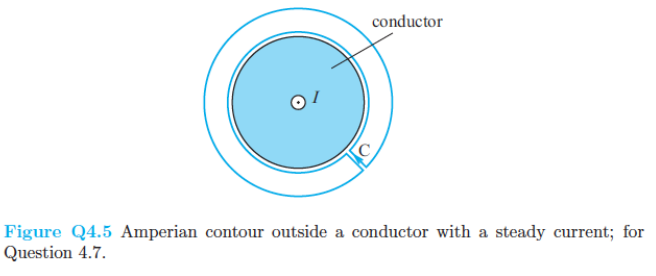 conductor
I
C
Figure Q4.5 Amperian contour outside a conductor with a steady current; for
Question 4.7.